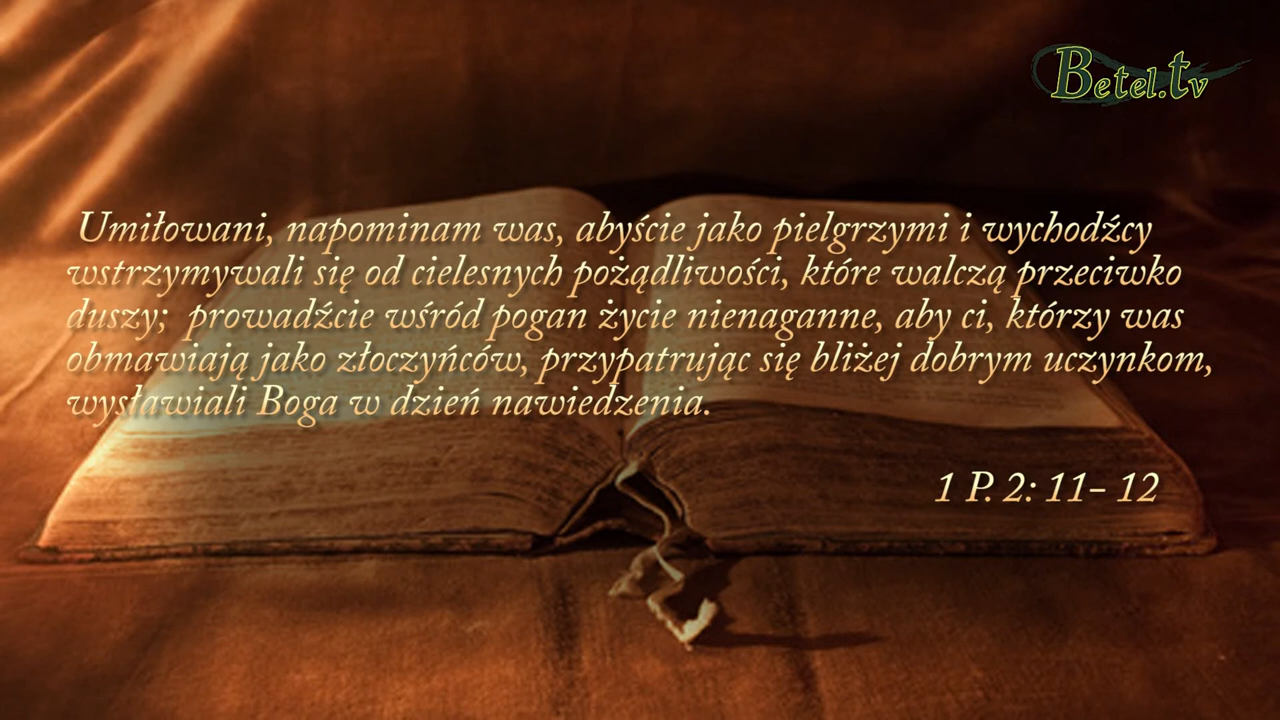 Betel.tv
Umiłowani, napominam was, abyście jako pielgrzymi i wychodźcy
wstrzymywali się od cielesnych pożądliwości, które walczą przeciwko
duszy; prowadźcie wśród pogan życie nienaganne, aby ci, którzy was
obmawiają jako złoczyńców, przypatrując się bliżej dobrym uczynkom,
wysławiali Boga w dzień nawiedzenia.
1 P. 2: 11- 12